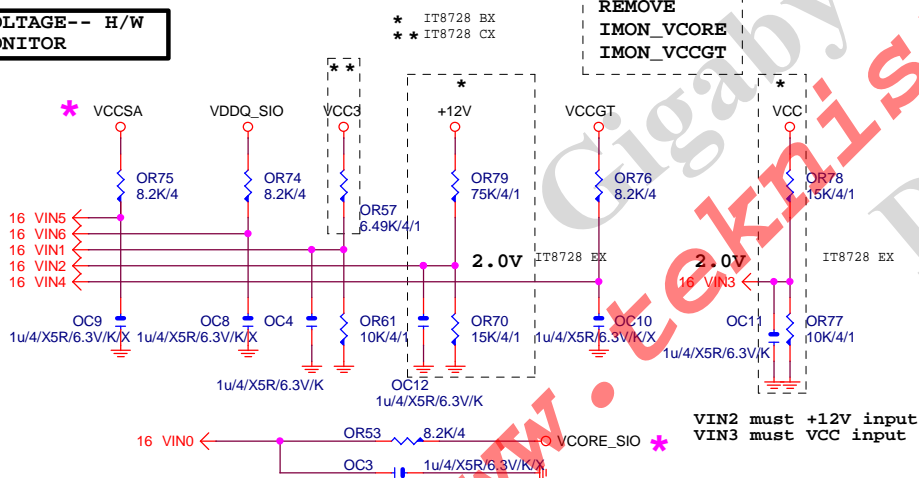 OLTAGE-- H/W
ONITOR
* IT8728 BX
** IT8728 CX
REMOVE
IMON_VCORE
IMON_VCCGT
**
*
*
* VCCSA
VDDQ_SIO
VCC3
+12V
VCCGT
VCC
OR75
8.2K/4
OR74
8.2K/4
OR57
6.49K/4/1
OR79
75K/4/1
OR76
8.2K/4
OR78
15K/4/1
16 VIN5
16 VIN6
16 VIN1
16 VIN2
16 VIN4
2.0V
IT8728 EX
2.0V
IT8728 EX
16 VIN3
OC9
1u/4/X5R/6.3V/K/X
OC8
1u/4/X5R/6.3V/K/X
OC4
1u/4/X5R/6.3V/K
OR61
10K/4/1
OC12
1u/4/X5R/6.3V/K
OR70
15K/4/1
OC10
1u/4/X5R/6.3V/K/X
OC11
1u/4/X5R/6.3V/K
OR77
10K/4/1
VIN2 must +12V input
VIN3 must VCC input
16 VIN0
OR53
8.2K/4
VCORE_SIO *
OC3
1u/4/X5R/6.3V/K/X
Gigaby
w.teknis